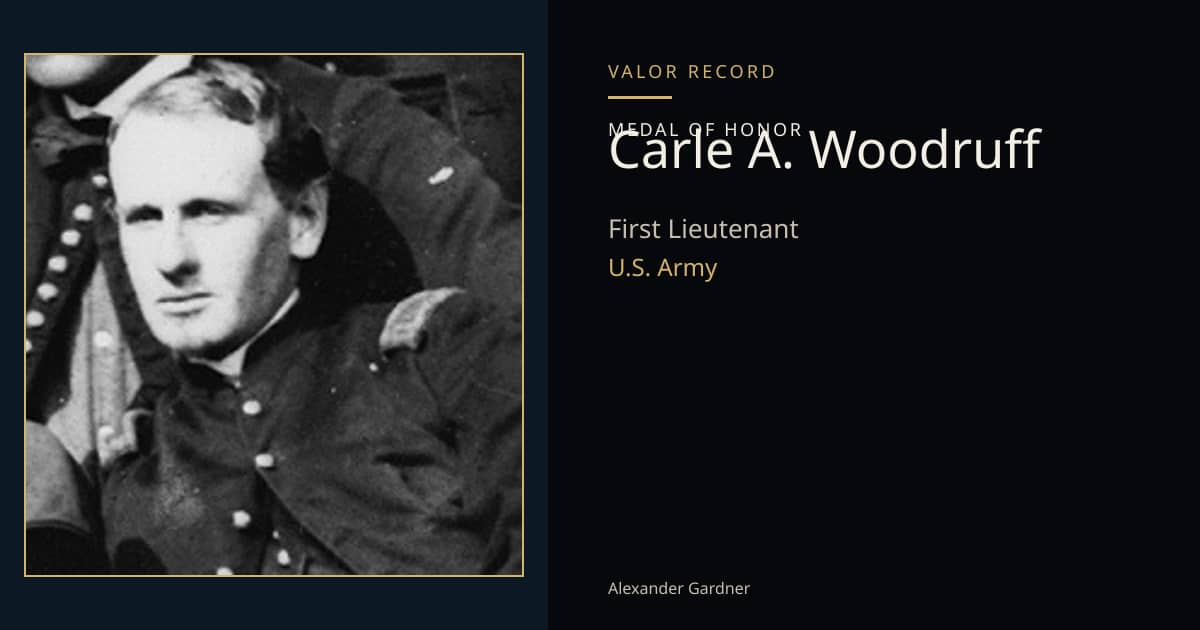 VALOR RECORD
MEDAL OF HONOR
Carle A. Woodruff
First Lieutenant
U.S. Army
Alexander Gardner